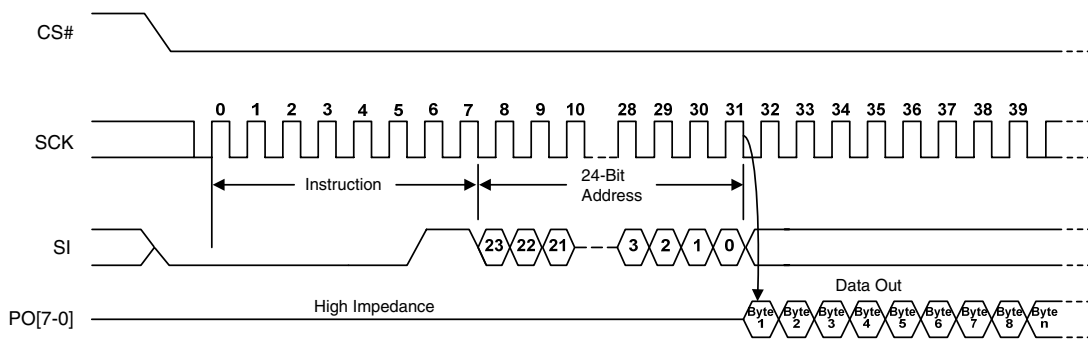 CS#
0 1 2 3 4 5 6 7 8 9 10 28 29 30 31 32 33 34 35 36 37 38 39
SCK
Instruction
24-Bit
Address
SI
23 22 21 3 2 1 0
Data Out
High Impedance
PO[7-0]
Byte 1 Byte 2 Byte 3 Byte 4 Byte 5 Byte 6 Byte 7 Byte 8 Byte n